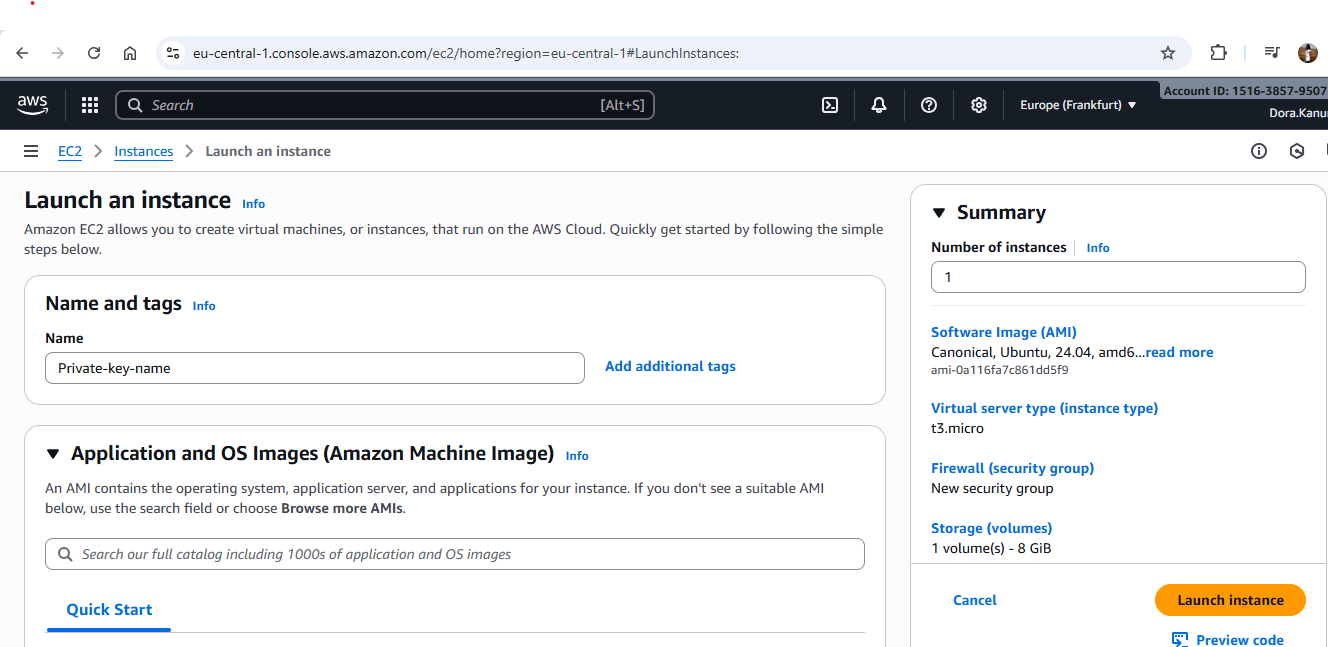 eu-central-1.console.aws.amazon.com/ec2/home?region=eu-central-1#LaunchInstances:
aws
Search
[Alt+S]
Europe (Frankfurt)
Account ID: 1516-3857-9507
Dora.Kanu
EC2
Instances
Launch an instance
Launch an instance Info
Amazon EC2 allows you to create virtual machines, or instances, that run on the AWS Cloud. Quickly get started by following the simple
steps below.
Name and tags Info
Name
Private-key-name
Add additional tags
Application and OS Images (Amazon Machine Image) Info
An AMI contains the operating system, application server, and applications for your instance. If you don't see a suitable AMI
below, use the search field or choose Browse more AMIs.
Search our full catalog including 1000s of application and OS images
Quick Start
Summary
Number of instances Info
1
Software Image (AMI)
Canonical, Ubuntu, 24.04, amd6...read more
ami-0a116fa7c861dd5f9
Virtual server type (instance type)
t3.micro
Firewall (security group)
New security group
Storage (volumes)
1 volume(s) - 8 GiB
Cancel
Launch instance
Preview code